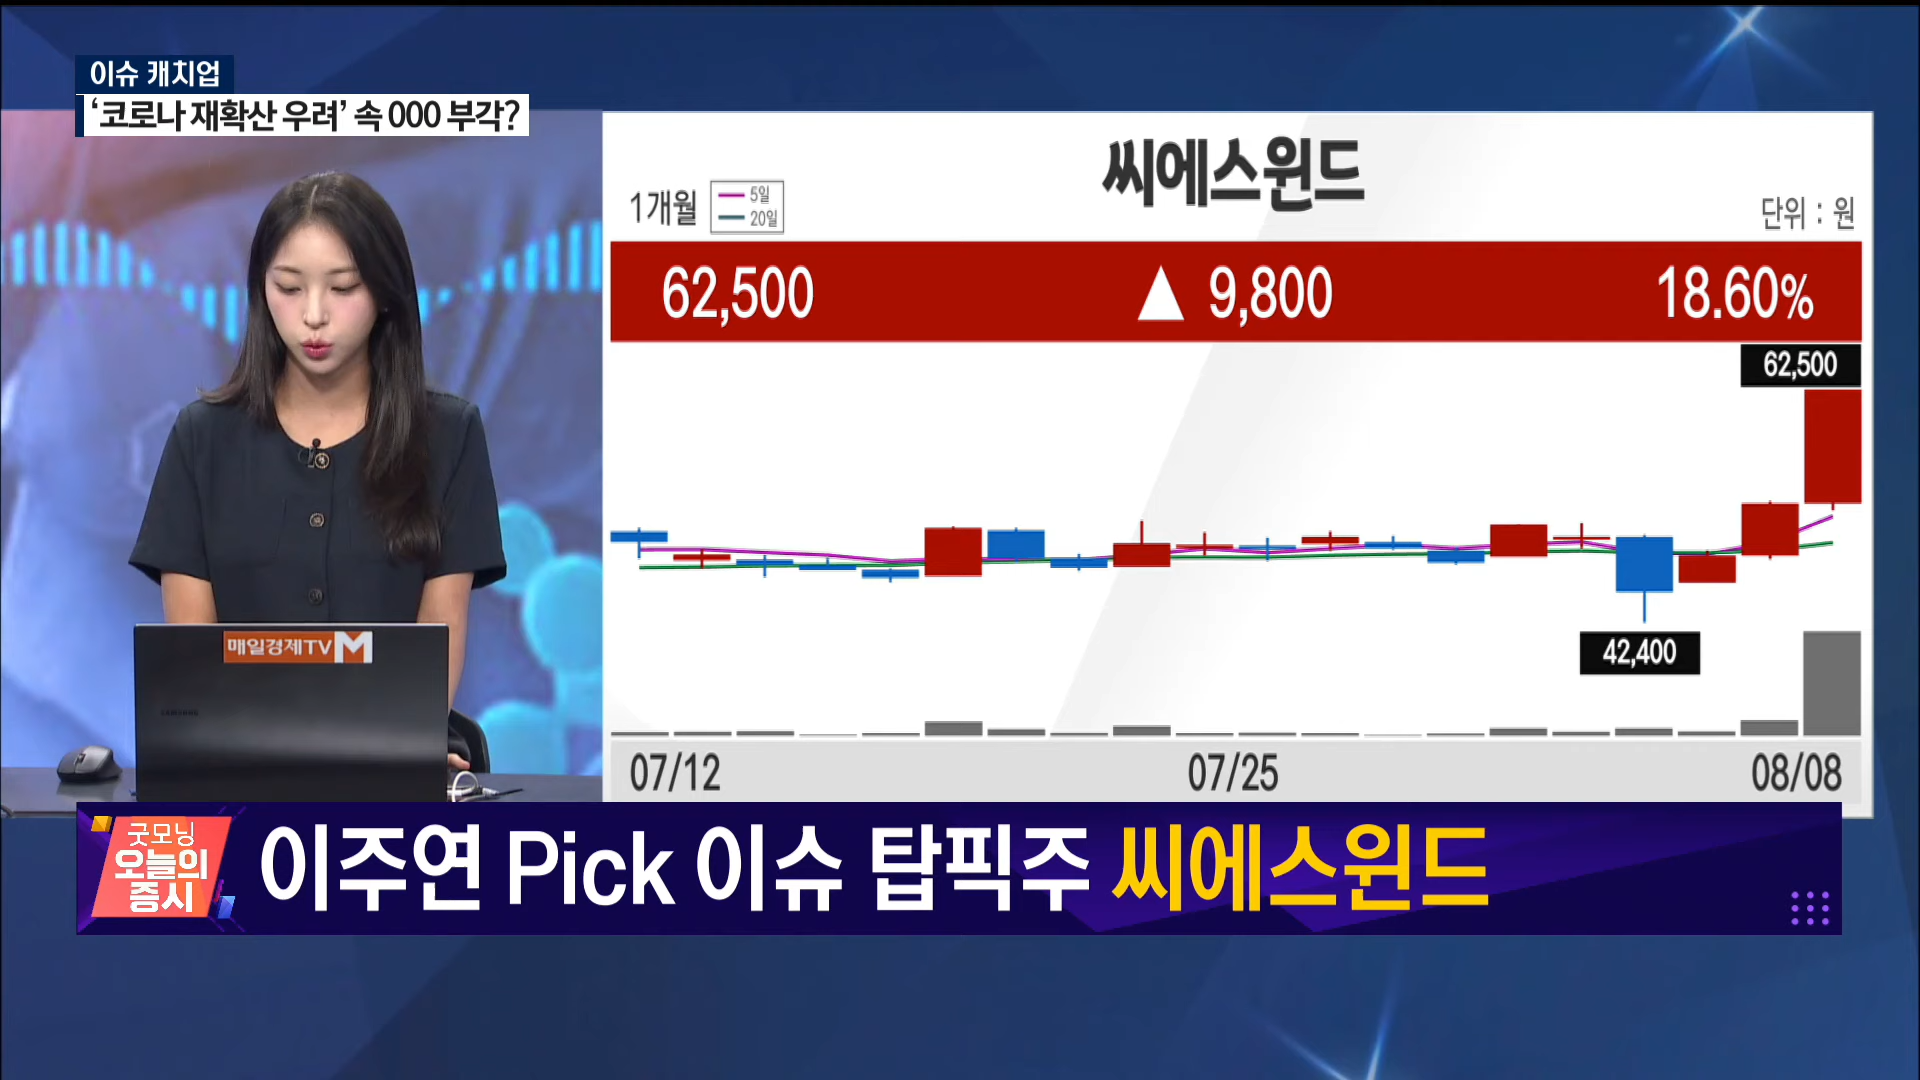 이슈 캐치업
‘코로나 재확산 우려’ 속 OOO 부각?
씨에스윈드
1개월
5일
20일
단위 : 원
62,500 ▲ 9,800 18.60%
62,500
42,400
07/12 07/25 08/08
매일경제TV M
SAMSUNG
굿모닝
오늘의
증시
이주연 Pick 이슈 탑픽주 씨에스윈드